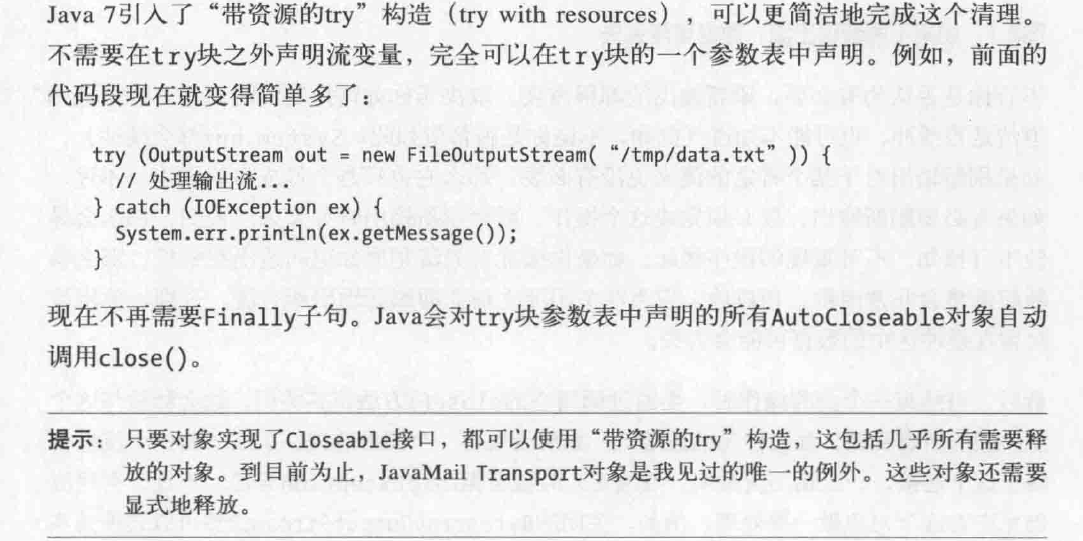 Java 7引入了“带资源的try”构造（try with resources），可以更简洁地完成这个清理。
不需要在try块之外声明流变量，完全可以在try块的一个参数表中声明。例如，前面的
代码段现在就变得简单多了：
try (OutputStream out = new FileOutputStream( “/tmp/data.txt” )) {
// 处理输出流...
} catch (IOException ex) {
System.err.println(ex.getMessage());
}
现在不再需要Finally子句。Java会对try块参数表中声明的所有AutoCloseable对象自动
调用close()。
提示： 只要对象实现了Closeable接口，都可以使用“带资源的try”构造，这包括几乎所有需要释
放的对象。到目前为止，JavaMail Transport对象是我见过的唯一的例外。这些对象还需要
显式地释放。